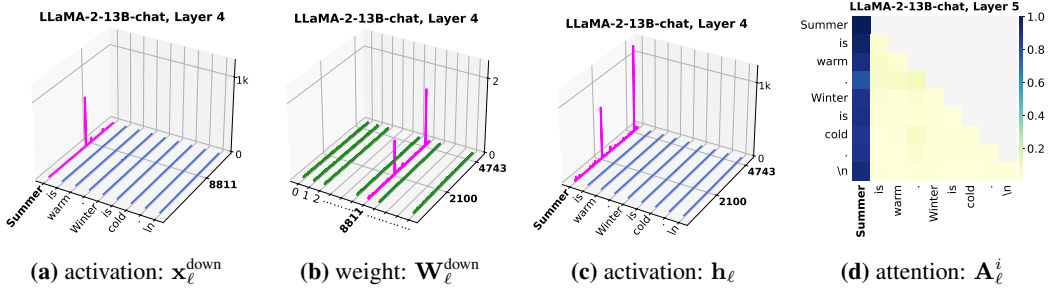 LLaMA-2-13B-chat, Layer 4
1k
0
8811
Summer
is
warm
.
Winter
is
cold
.
\n
(a) activation: x_ℓ^down
LLaMA-2-13B-chat, Layer 4
2
0
4743
2100
0
1
2
...............
8811
...............
(b) weight: W_ℓ^down
LLaMA-2-13B-chat, Layer 4
1k
0
4743
2100
Summer
is
warm
.
Winter
is
cold
.
\n
(c) activation: h_ℓ
LLaMA-2-13B-chat, Layer 5
Summer
is
warm
.
Winter
is
cold
.
\n
Summer
is
warm
.
Winter
is
cold
.
\n
1.0
0.8
0.6
0.4
0.2
(d) attention: A_ℓ^i